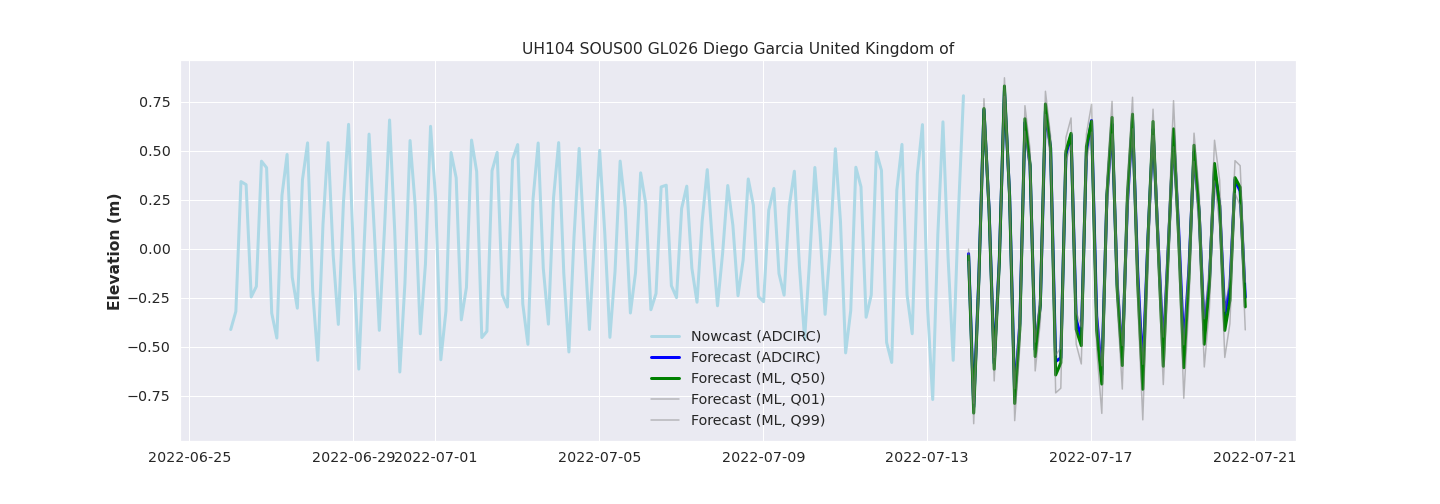 UH104 SOUS00 GL026 Diego Garcia United Kingdom of
Elevation (m)
0.75
0.50
0.25
0.00
−0.25
−0.50
−0.75
Nowcast (ADCIRC)
Forecast (ADCIRC)
Forecast (ML, Q50)
Forecast (ML, Q01)
Forecast (ML, Q99)
2022-06-25 2022-06-29 2022-07-01 2022-07-05 2022-07-09 2022-07-13 2022-07-17 2022-07-21